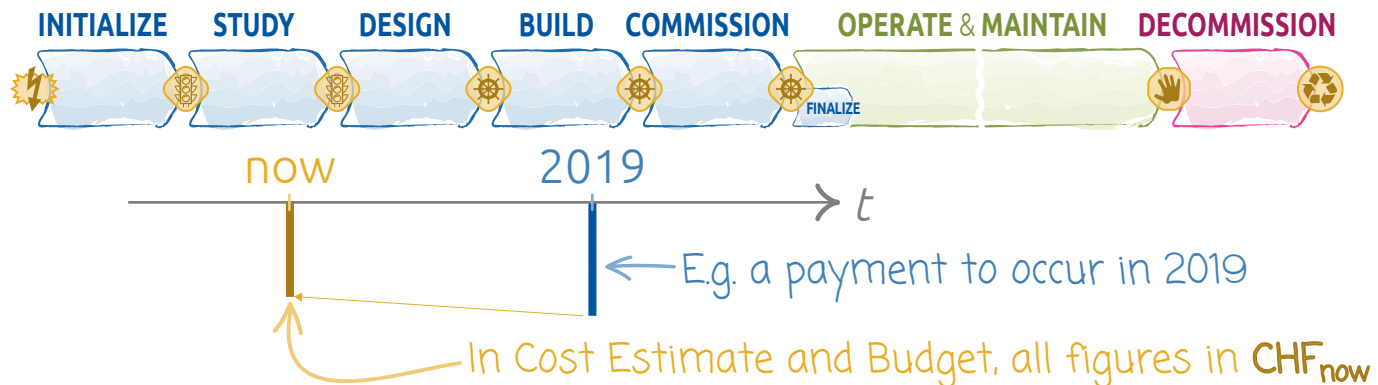 INITIALIZE STUDY DESIGN BUILD COMMISSION OPERATE & MAINTAIN DECOMMISSION
FINALIZE
now 2019
t
E.g. a payment to occur in 2019
In Cost Estimate and Budget, all figures in CHFnow